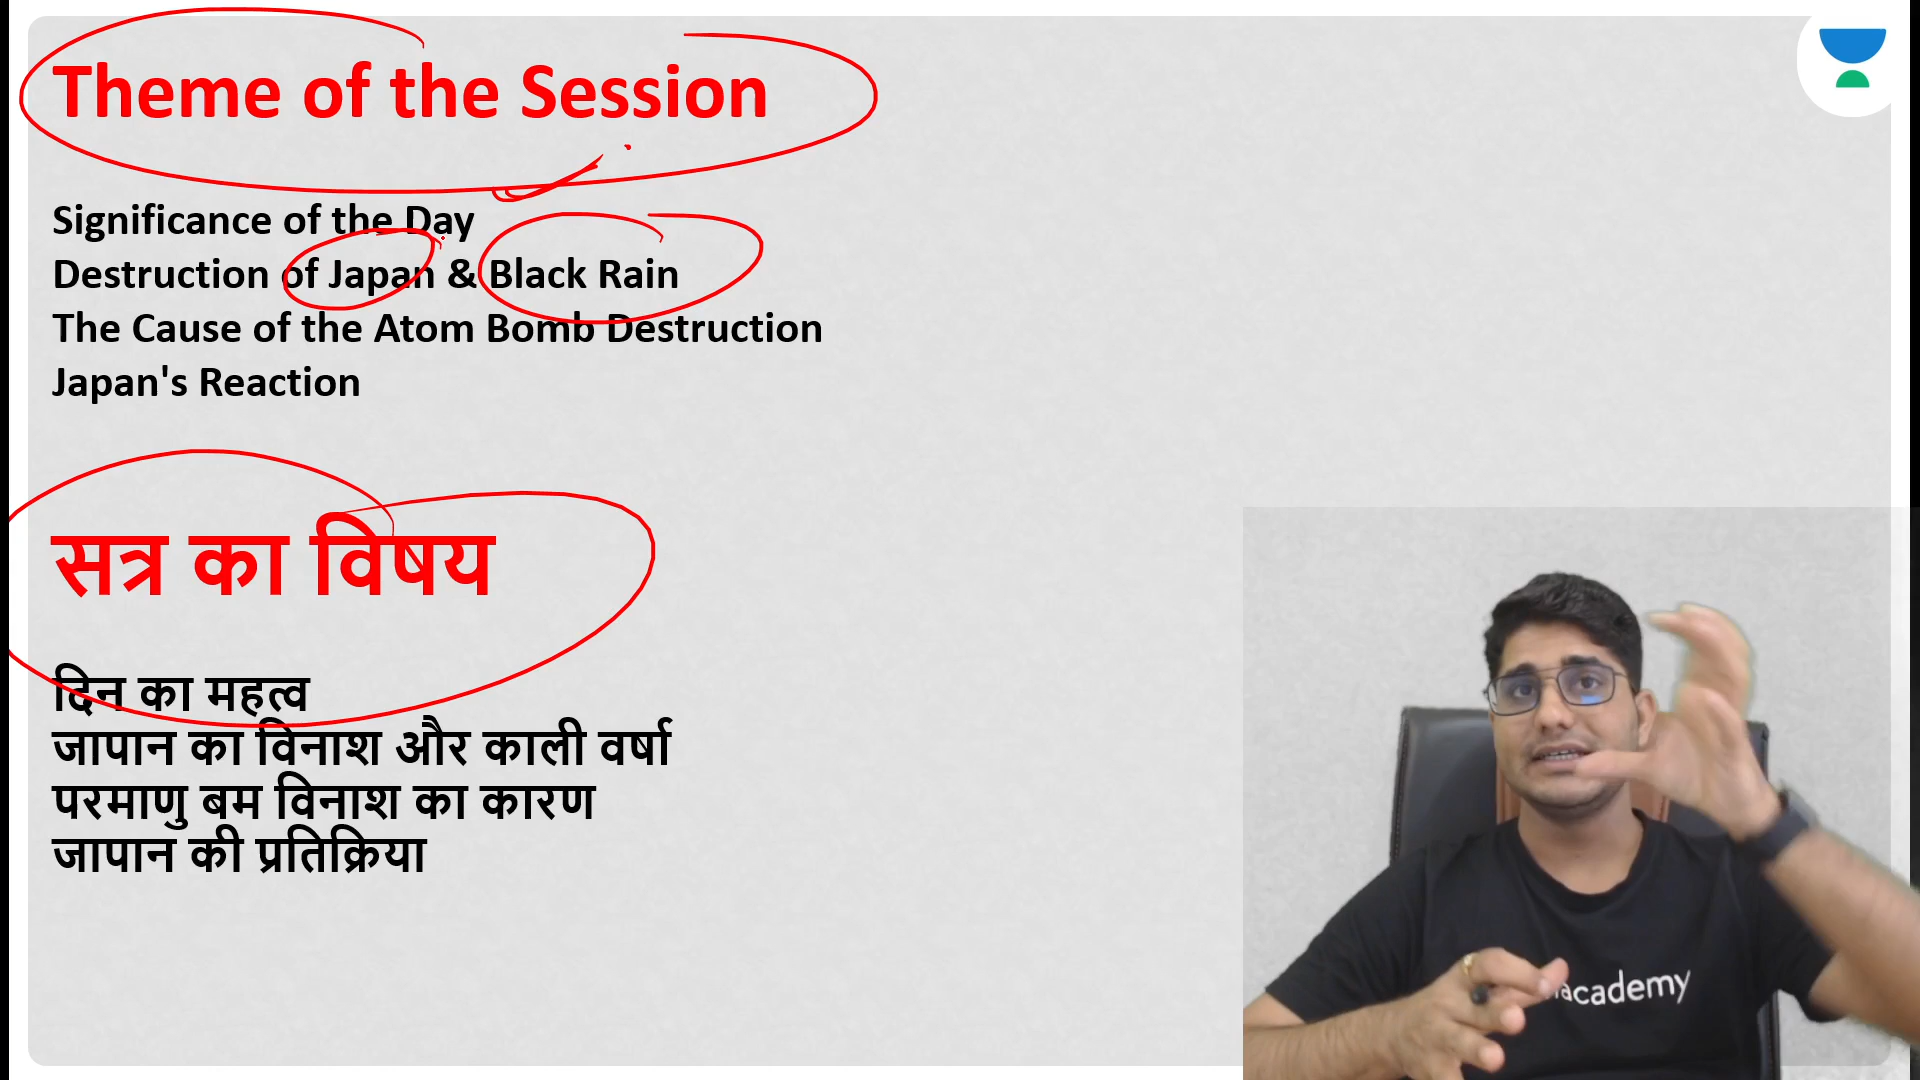 Theme of the Session
Significance of the Day
Destruction of Japan & Black Rain
The Cause of the Atom Bomb Destruction
Japan's Reaction
सत्र का विषय
दिन का महत्व
जापान का विनाश और काली वर्षा
परमाणु बम विनाश का कारण
जापान की प्रतिक्रिया
academy